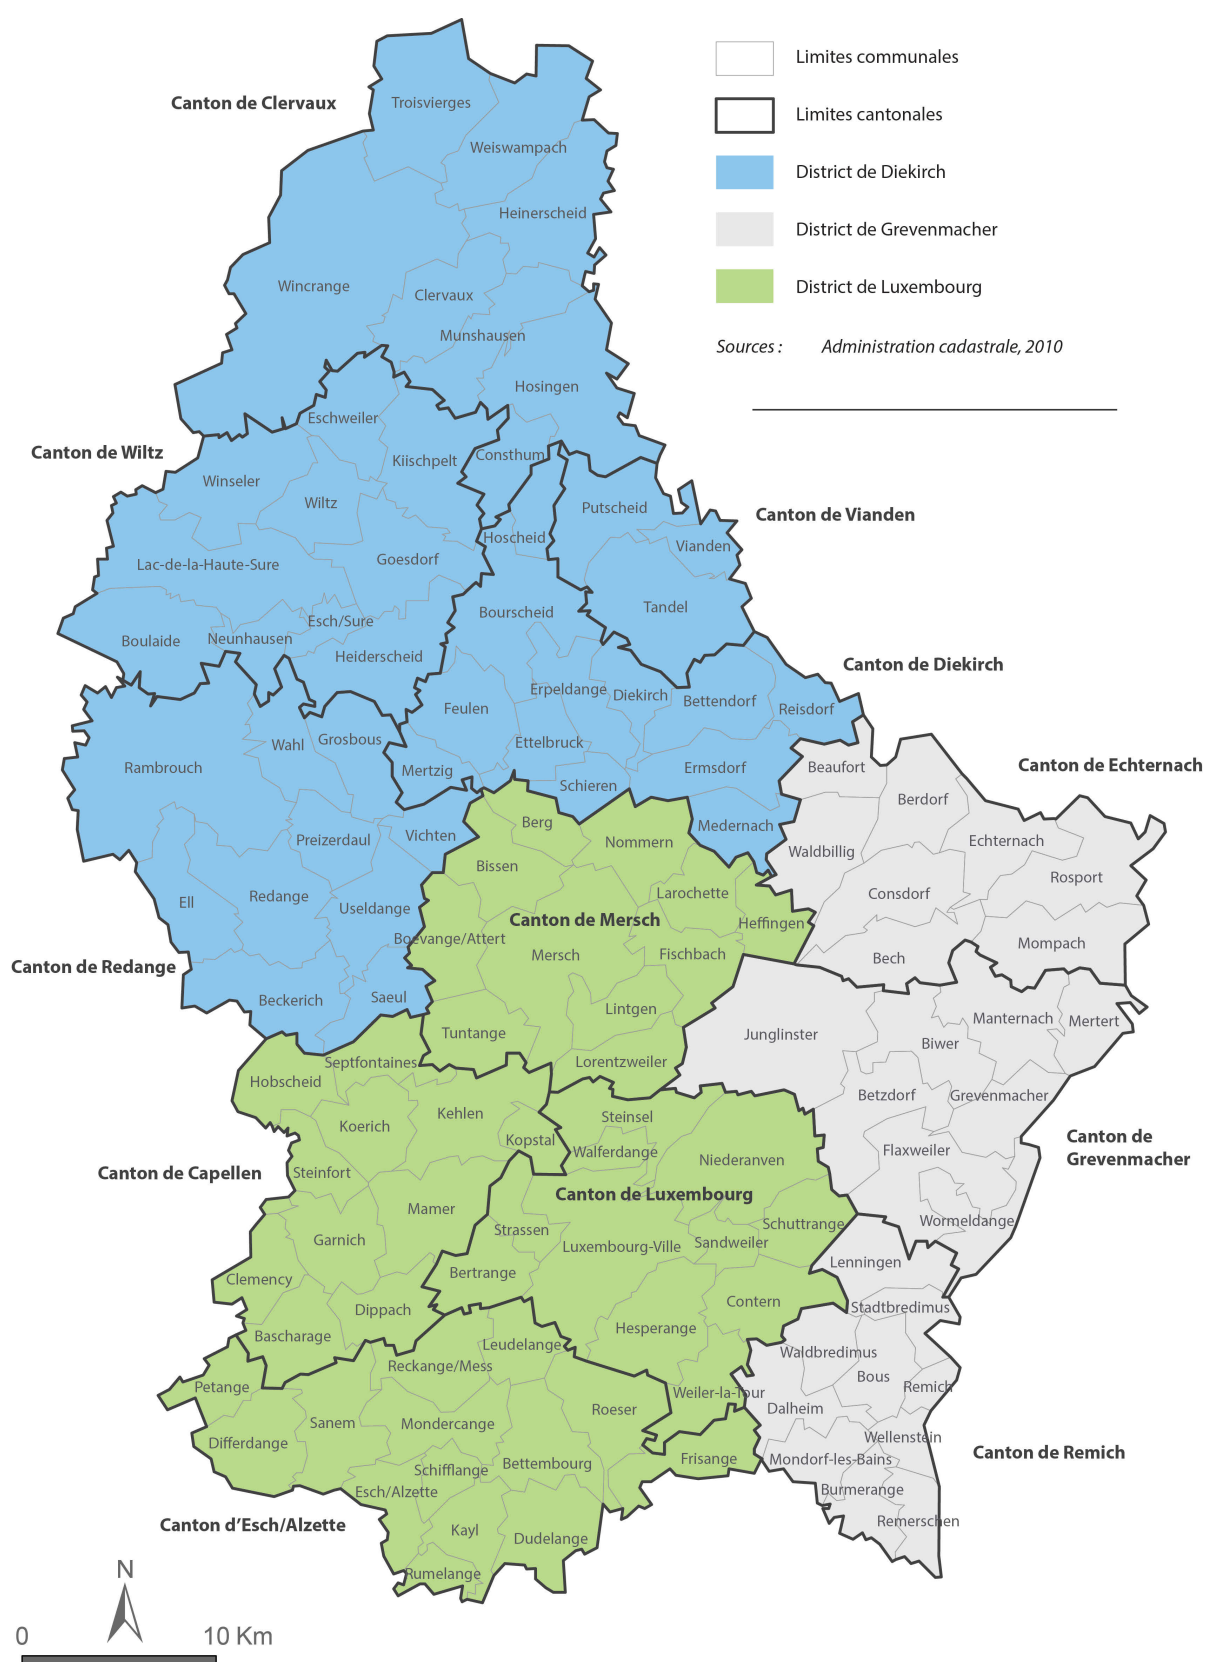 Limites communales
Limites cantonales
District de Diekirch
District de Grevenmacher
District de Luxembourg
Sources : Administration cadastrale, 2010
Canton de Clervaux
Troisvierges
Weiswampach
Heinerscheid
Wincrange
Clervaux
Munshausen
Hosingen
Consthum
Canton de Wiltz
Eschweiler
Kiischpelt
Winseler
Wiltz
Goesdorf
Lac-de-la-Haute-Sure
Esch/Sure
Boulaide
Neunhausen
Heiderscheid
Canton de Vianden
Putscheid
Vianden
Tandel
Canton de Diekirch
Hoscheid
Bourscheid
Erpeldange
Diekirch
Bettendorf
Reisdorf
Feulen
Ettelbruck
Mertzig
Schieren
Ermsdorf
Medernach
Canton de Redange
Wahl
Grosbous
Rambrouch
Preizerdaul
Vichten
Ell
Redange
Useldange
Beckerich
Saeul
Canton de Echternach
Beaufort
Berdorf
Echternach
Waldbillig
Consdorf
Rosport
Bech
Mompach
Canton de Mersch
Berg
Nommern
Bissen
Larochette
Heffingen
Boevange/Attert
Mersch
Fischbach
Lintgen
Tuntange
Lorentzweiler
Canton de
Grevenmacher
Junglinster
Manternach
Mertert
Biwer
Betzdorf
Grevenmacher
Flaxweiler
Wormeldange
Canton de Capellen
Septfontaines
Hobscheid
Kehlen
Koerich
Kopstal
Steinfort
Mamer
Garnich
Clemency
Dippach
Bascharage
Canton de Luxembourg
Steinsel
Walferdange
Niederanven
Schuttrange
Strassen
Luxembourg-Ville
Sandweiler
Bertrange
Contern
Hesperange
Weiler-la-Tour
Canton de Remich
Lenningen
Stadtbredimus
Waldbredimus
Bous
Remich
Dalheim
Wellenstein
Mondorf-les-Bains
Burmerange
Remerschen
Canton d’Esch/Alzette
Leudelange
Reckange/Mess
Petange
Roeser
Sanem
Mondercange
Differdange
Frisange
Schifflange
Bettembourg
Esch/Alzette
Kayl
Dudelange
Rumelange
N
0
10 Km